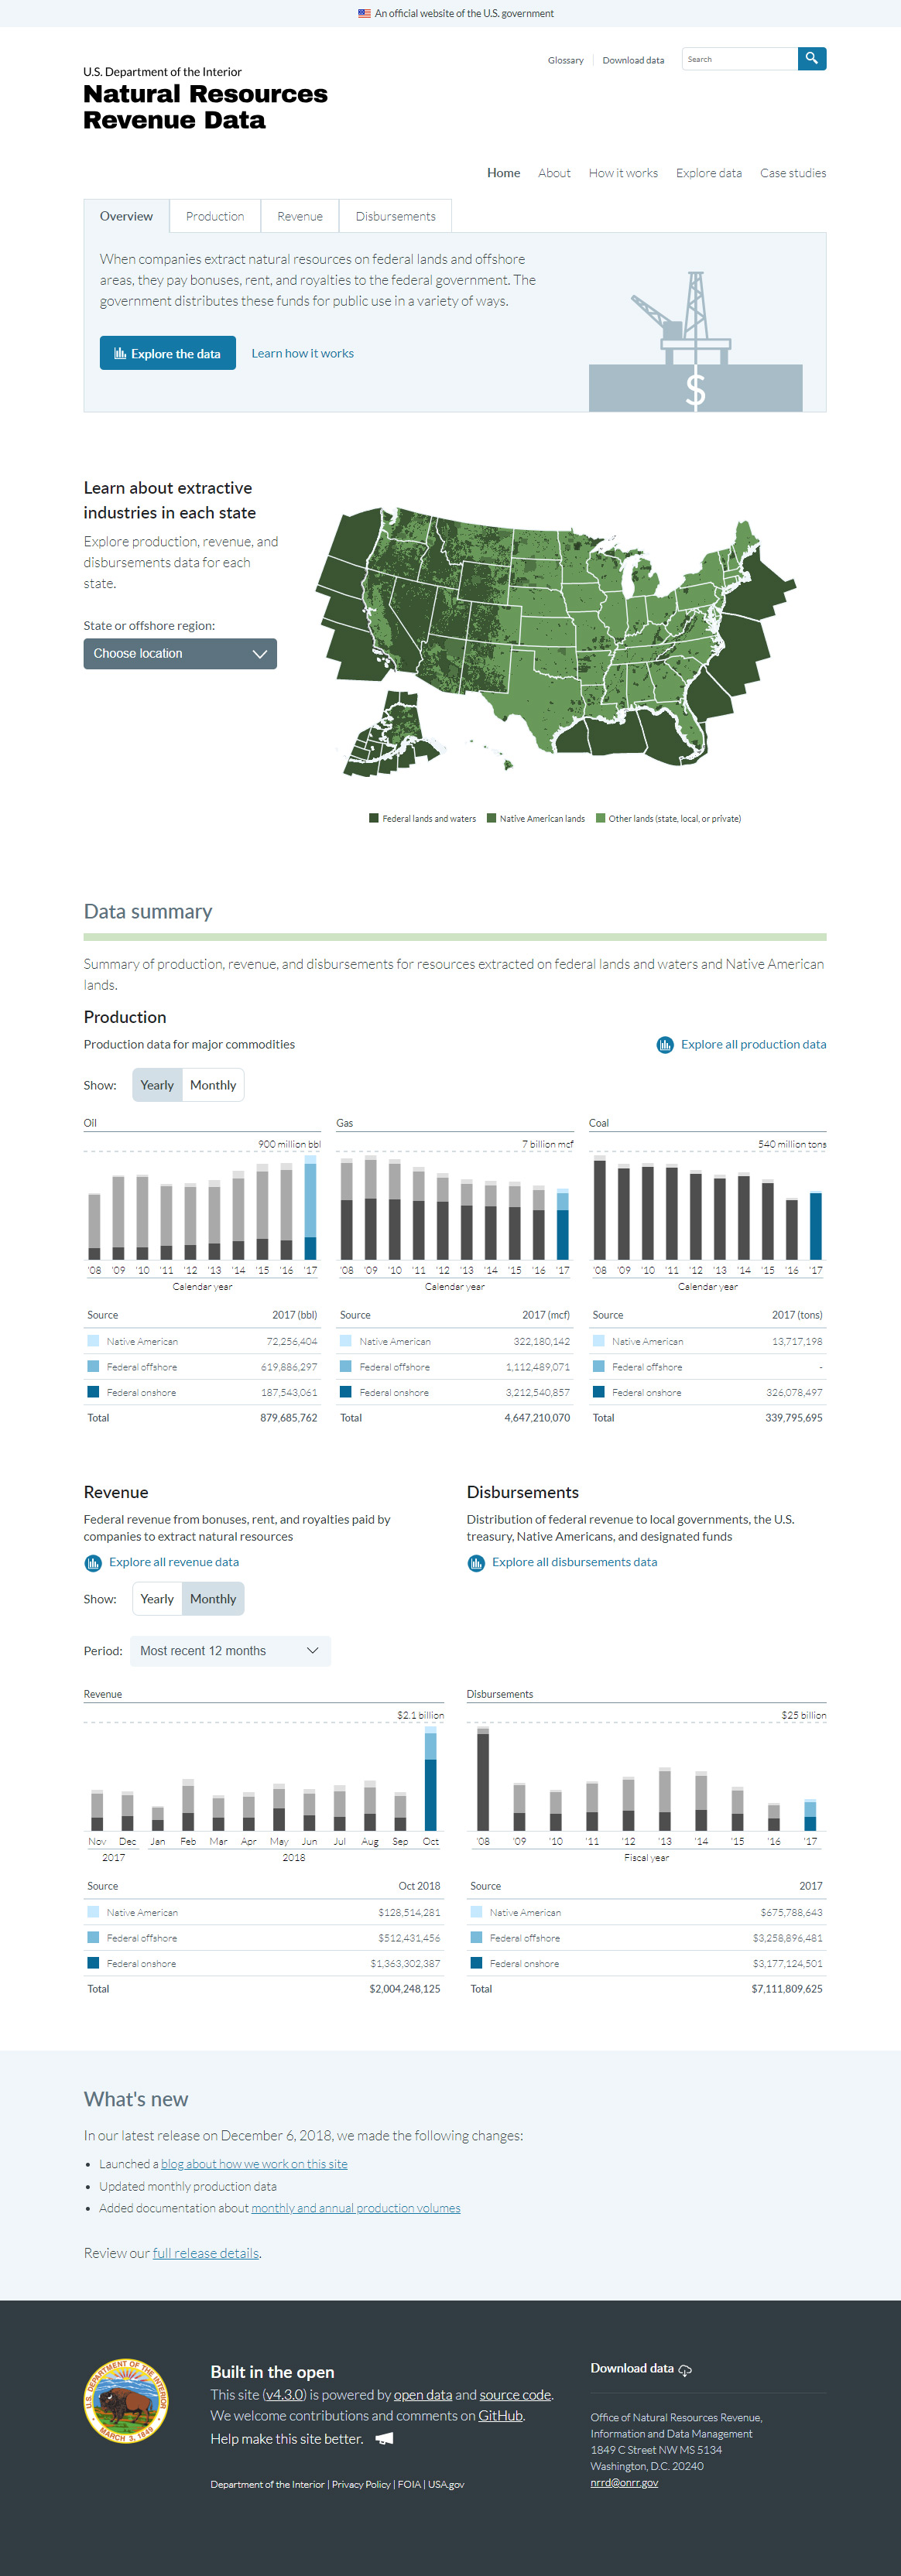 An official website of the U.S. government
Glossary
Download data
Search
U.S. Department of the Interior
Natural Resources
Revenue Data
Home About How it works Explore data Case studies
Overview Production Revenue Disbursements
When companies extract natural resources on federal lands and offshore
areas, they pay bonuses, rent, and royalties to the federal government. The
government distributes these funds for public use in a variety of ways.
Explore the data Learn how it works
$
Learn about extractive
industries in each state
Explore production, revenue, and
disbursements data for each
state.
State or offshore region:
Choose location
Federal lands and waters Native American lands Other lands (state, local, or private)
Data summary
Summary of production, revenue, and disbursements for resources extracted on federal lands and waters and Native American
lands.
Production
Production data for major commodities Explore all production data
Show: Yearly Monthly
Oil
900 million bbl
'08 '09 '10 '11 '12 '13 '14 '15 '16 '17
Calendar year
Source 2017 (bbl)
Native American 72,256,404
Federal offshore 619,886,297
Federal onshore 187,543,061
Total 879,685,762
Gas
7 billion mcf
'08 '09 '10 '11 '12 '13 '14 '15 '16 '17
Calendar year
Source 2017 (mcf)
Native American 322,180,142
Federal offshore 1,112,489,071
Federal onshore 3,212,540,857
Total 4,647,210,070
Coal
540 million tons
'08 '09 '10 '11 '12 '13 '14 '15 '16 '17
Calendar year
Source 2017 (tons)
Native American 13,717,198
Federal offshore -
Federal onshore 326,078,497
Total 339,795,695
Revenue
Federal revenue from bonuses, rent, and royalties paid by
companies to extract natural resources
Explore all revenue data
Show: Yearly Monthly
Period: Most recent 12 months
Disbursements
Distribution of federal revenue to local governments, the U.S.
treasury, Native Americans, and designated funds
Explore all disbursements data
Revenue
$2.1 billion
Nov Dec Jan Feb Mar Apr May Jun Jul Aug Sep Oct
2017 2018
Source Oct 2018
Native American $128,514,281
Federal offshore $512,431,456
Federal onshore $1,363,302,387
Total $2,004,248,125
Disbursements
$25 billion
'08 '09 '10 '11 '12 '13 '14 '15 '16 '17
Fiscal year
Source 2017
Native American $675,788,643
Federal offshore $3,258,896,481
Federal onshore $3,177,124,501
Total $7,111,809,625
What's new
In our latest release on December 6, 2018, we made the following changes:
• Launched a blog about how we work on this site
• Updated monthly production data
• Added documentation about monthly and annual production volumes
Review our full release details.
U.S. DEPARTMENT OF THE INTERIOR
MARCH 3, 1849
Built in the open
This site (v4.3.0) is powered by open data and source code.
We welcome contributions and comments on GitHub.
Help make this site better.
Department of the Interior | Privacy Policy | FOIA | USA.gov
Download data
Office of Natural Resources Revenue,
Information and Data Management
1849 C Street NW MS 5134
Washington, D.C. 20240
nrrd@onrr.gov